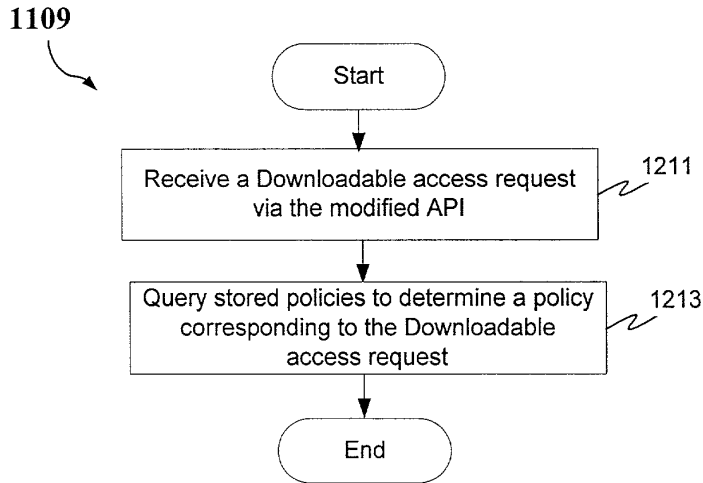 1109
Start
Receive a Downloadable access request
via the modified API
1211
Query stored policies to determine a policy
corresponding to the Downloadable
access request
1213
End